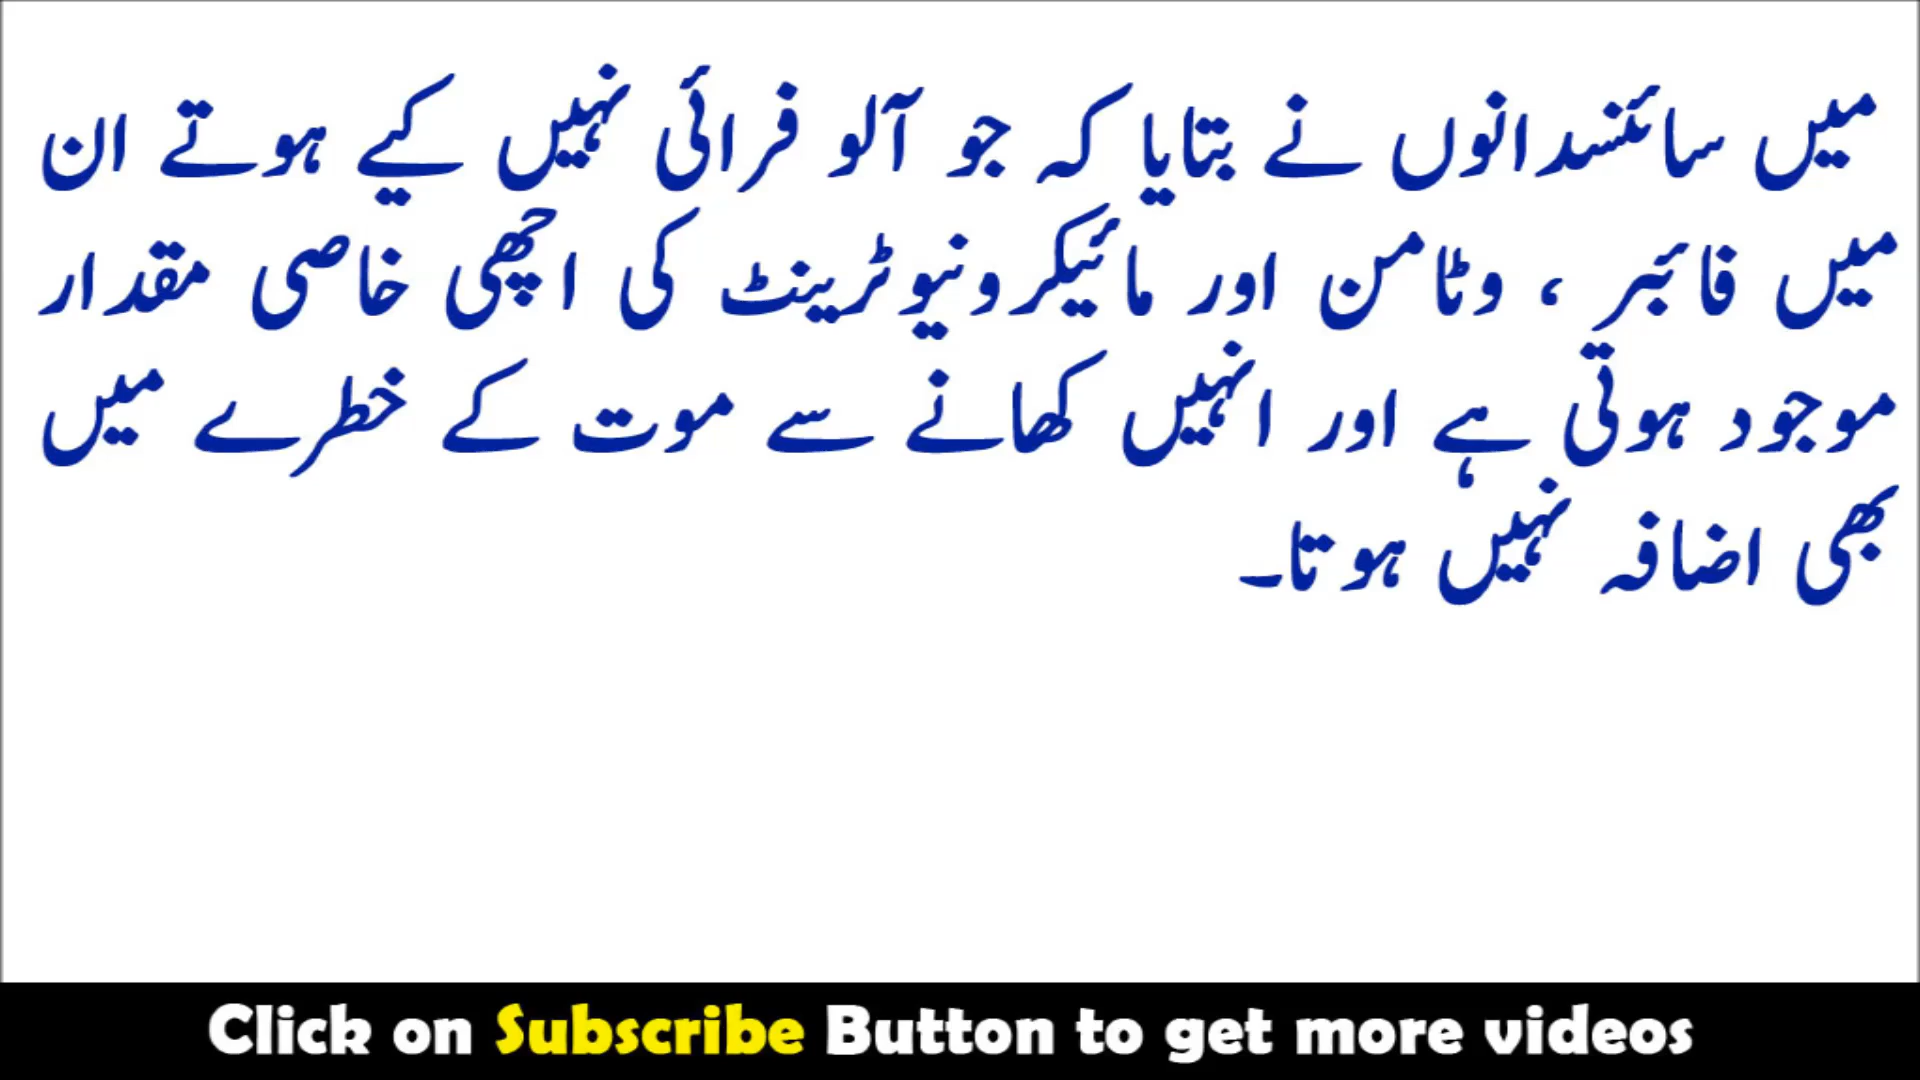 میں سائنسدانوں نے بتایا کہ جو آلو فرائی نہیں کیے ہوتے ان
میں فائبر ، وٹامن اور مائیکرونیوٹرینٹ کی اچھی خاصی مقدار
موجود ہوتی ہے اور انہیں کھانے سے موت کے خطرے میں
بھی اضافہ نہیں ہوتا۔
Click on Subscribe Button to get more videos